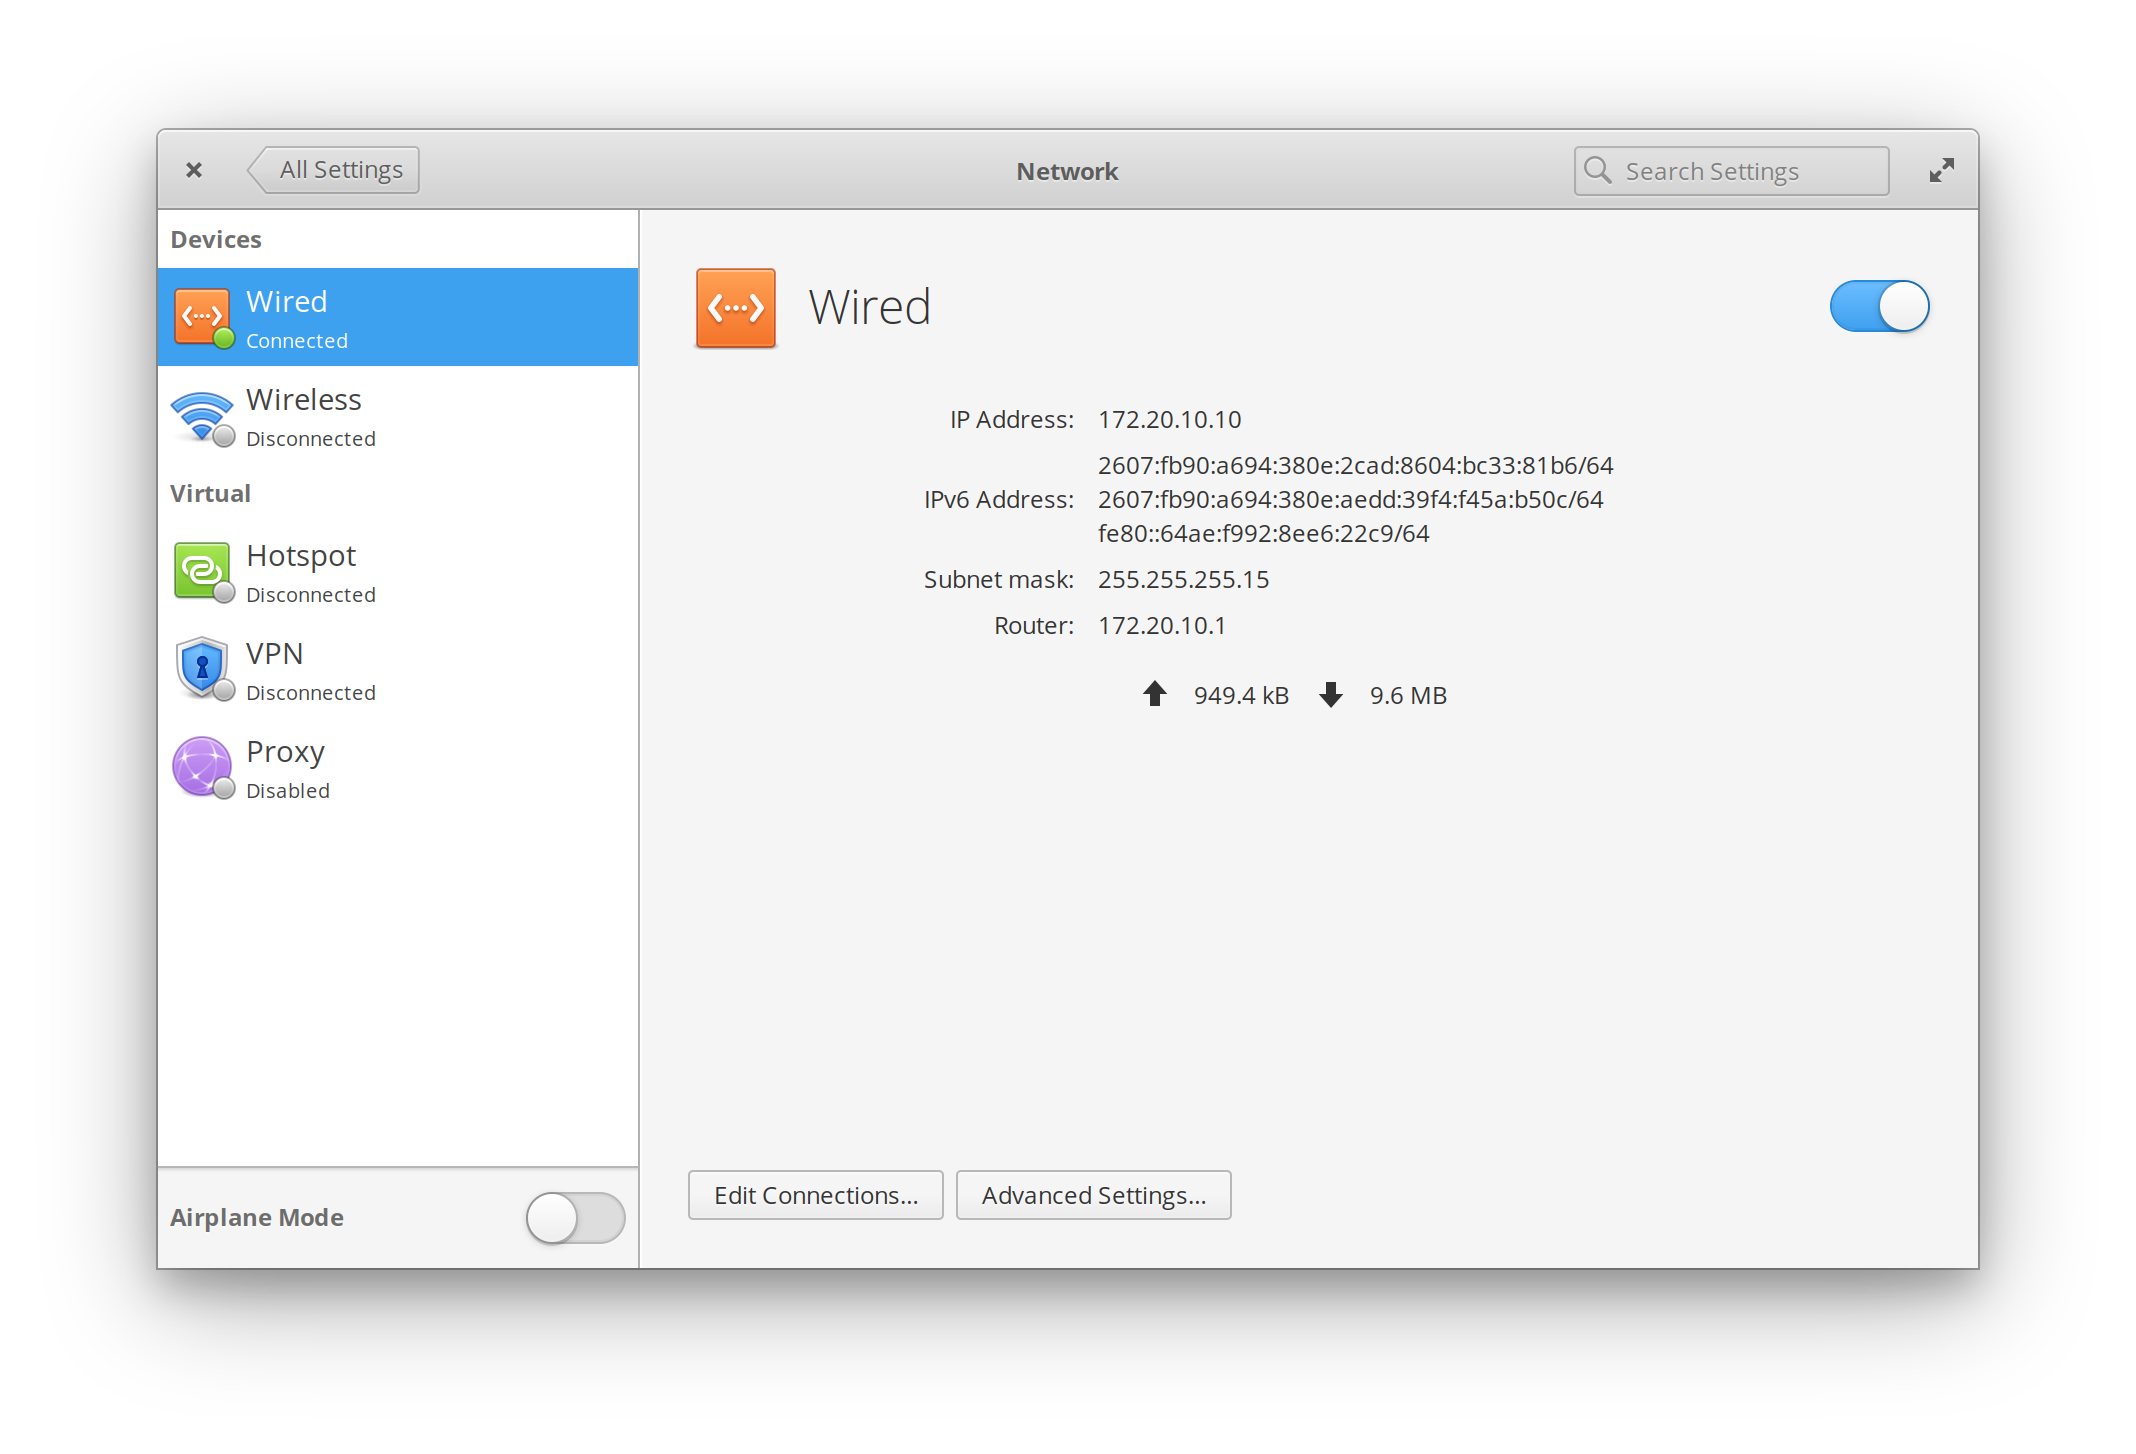 All Settings
Network
Search Settings
Devices
Wired
Connected
Wireless
Disconnected
Virtual
Hotspot
Disconnected
VPN
Disconnected
Proxy
Disabled
Airplane Mode
Wired
IP Address: 172.20.10.10
2607:fb90:a694:380e:2cad:8604:bc33:81b6/64
IPv6 Address: 2607:fb90:a694:380e:aedd:39f4:f45a:b50c/64
fe80::64ae:f992:8ee6:22c9/64
Subnet mask: 255.255.255.15
Router: 172.20.10.1
949.4 kB 9.6 MB
Edit Connections... Advanced Settings...